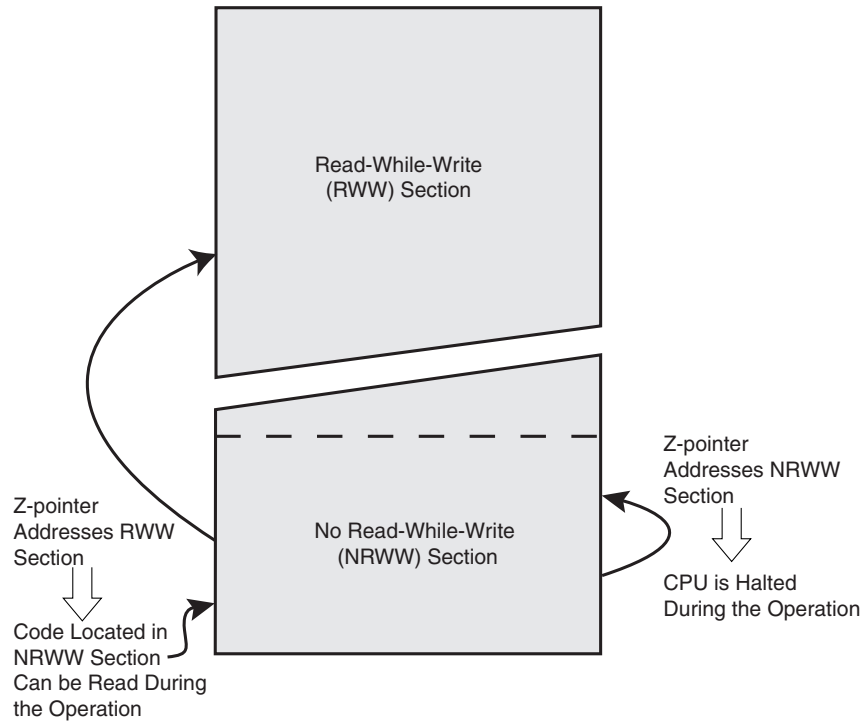 Read-While-Write
(RWW) Section
Z-pointer
Addresses NRWW
Section
Z-pointer
Addresses RWW
Section
No Read-While-Write
(NRWW) Section
CPU is Halted
During the Operation
Code Located in
NRWW Section
Can be Read During
the Operation